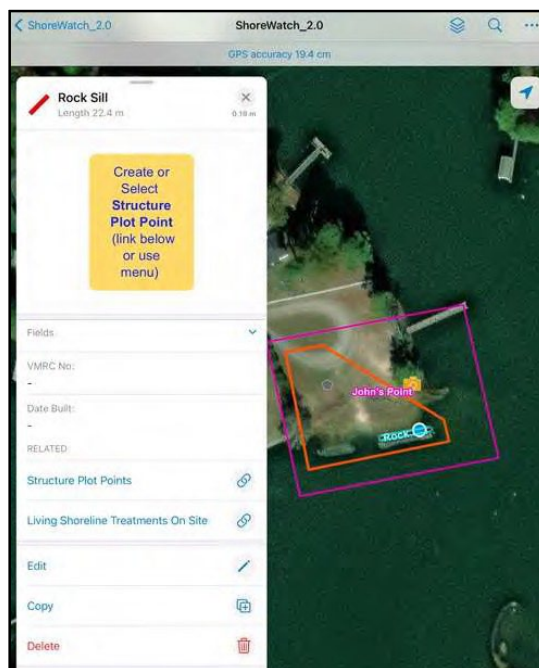 ShoreWatch_2.0
ShoreWatch_2.0
GPS accuracy 19.4 cm
Rock Sill
Length 22.4 m
0.19 m
Create or
Select
Structure
Plot Point
(link below
or use
menu)
Fields
VMRC No:
-
Date Built:
-
RELATED
Structure Plot Points
Living Shoreline Treatments On Site
Edit
Copy
Delete
John's Point
Rock